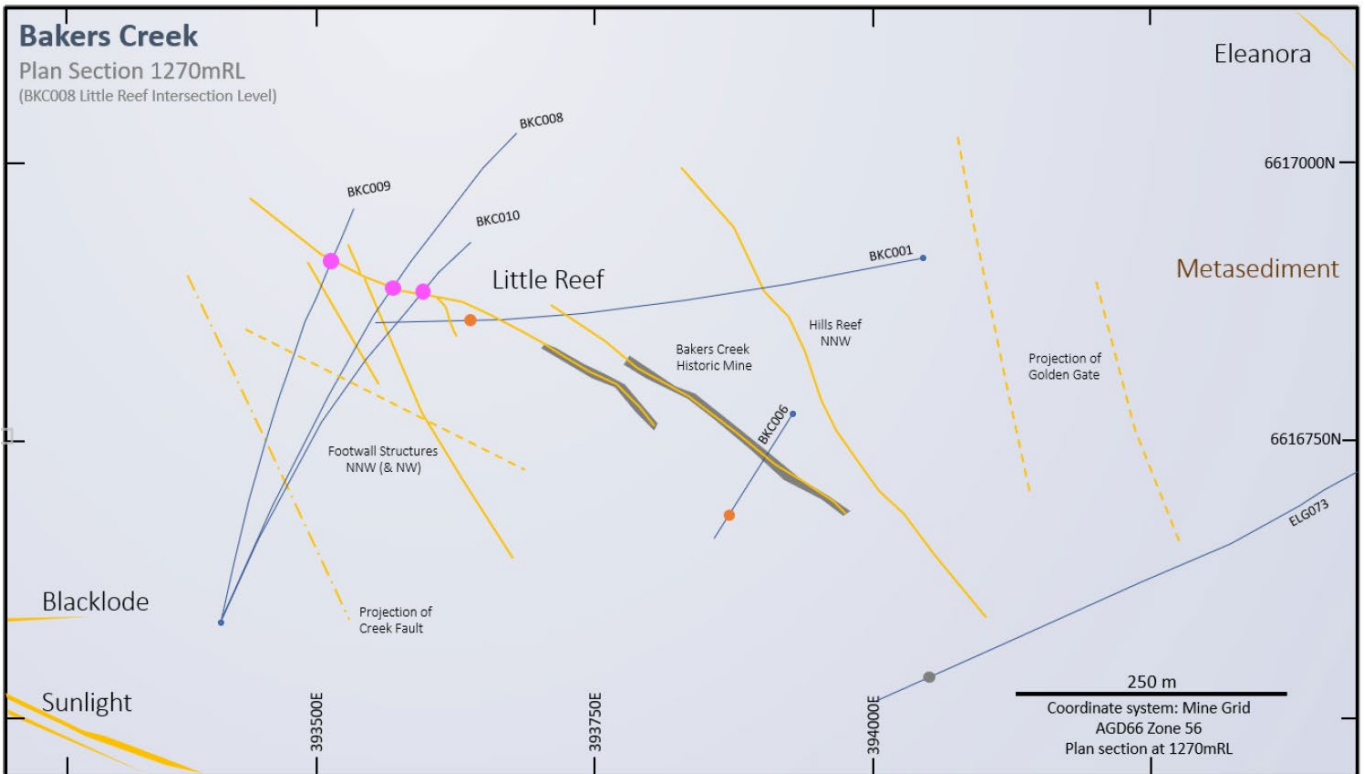 Bakers Creek
Plan Section 1270mRL
(BKC008 Little Reef Intersection Level)
Eleanora
BKC008
6617000N
BKC009
BKC010
BKC001
Metasediment
Little Reef
Hills Reef
NNW
Bakers Creek
Historic Mine
Projection of
Golden Gate
BKC006
6616750N
Footwall Structures
NNW (& NW)
ELG073
Blacklode
Projection of
Creek Fault
Sunlight
393500E
393750E
394000E
250 m
Coordinate system: Mine Grid
AGD66 Zone 56
Plan section at 1270mRL